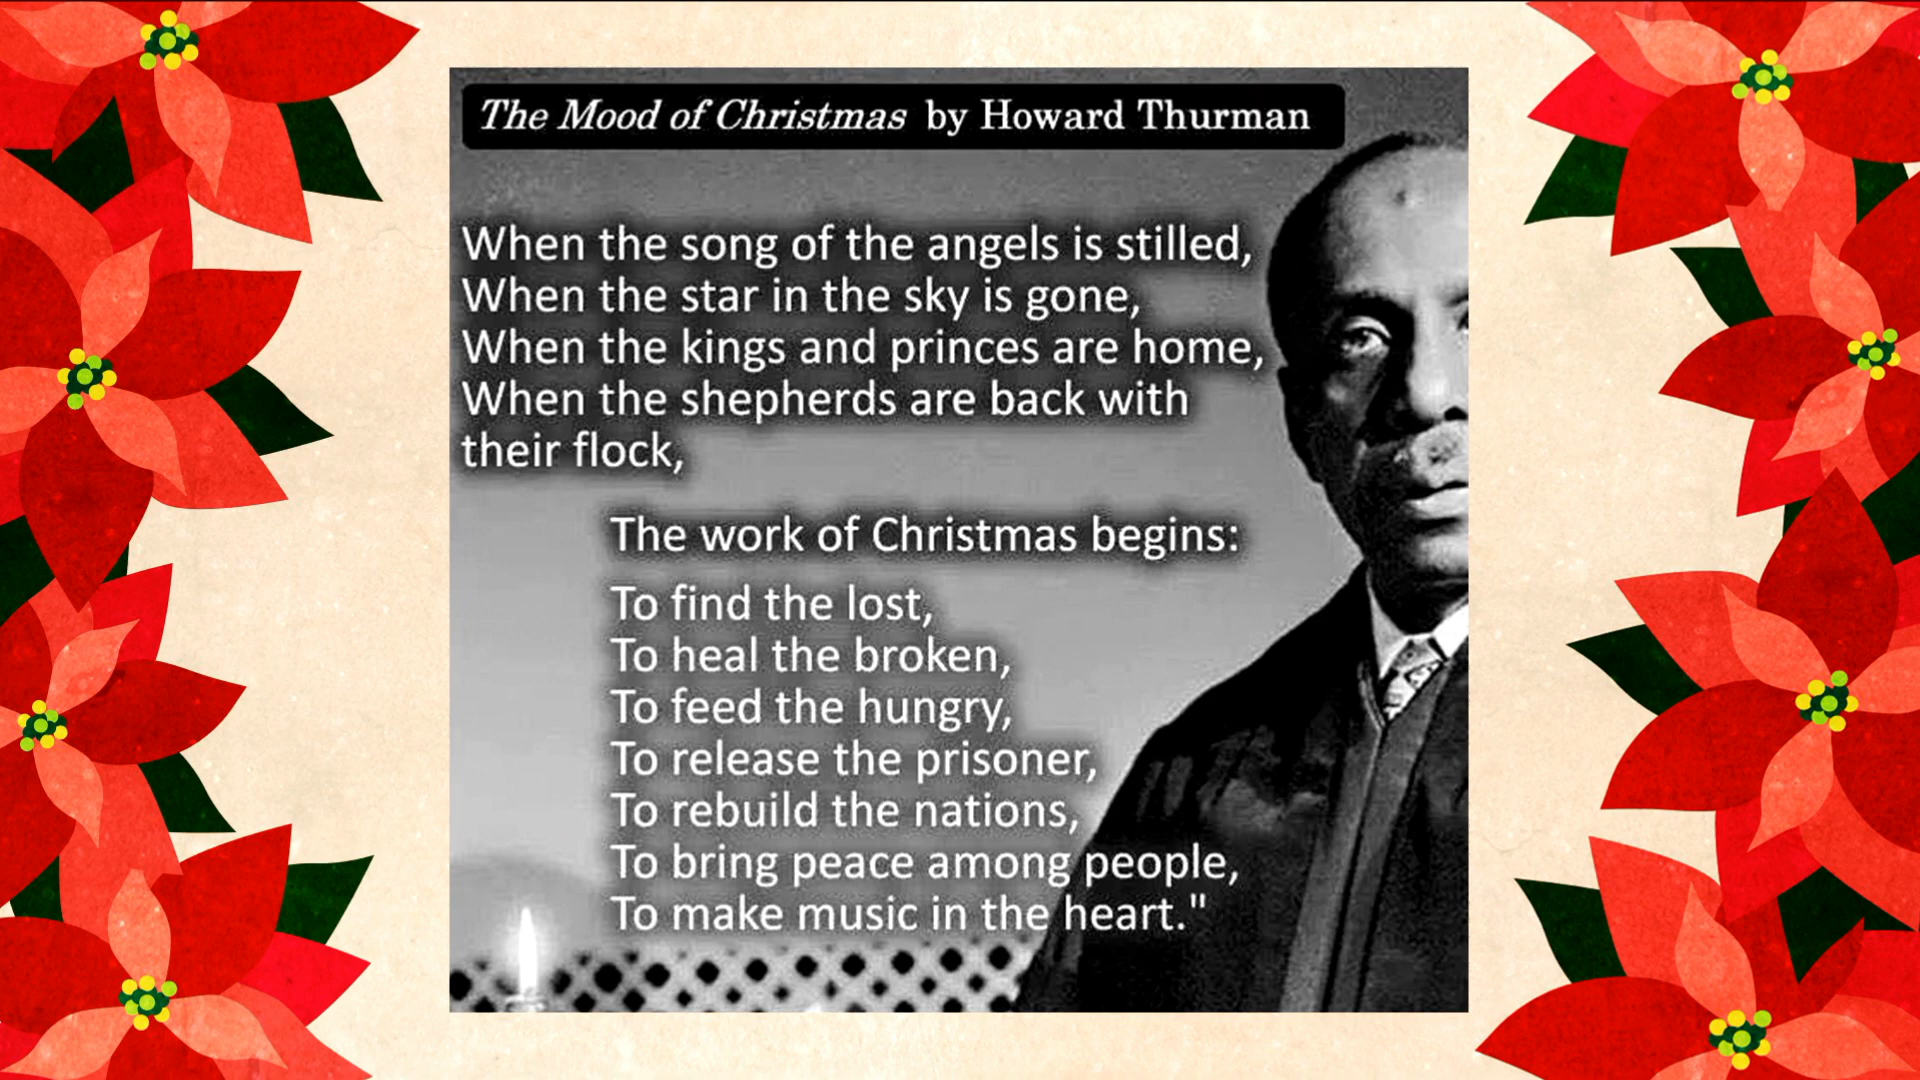 The Mood of Christmas by Howard Thurman
When the song of the angels is stilled,
When the star in the sky is gone,
When the kings and princes are home,
When the shepherds are back with
their flock,
The work of Christmas begins:
To find the lost,
To heal the broken,
To feed the hungry,
To release the prisoner,
To rebuild the nations,
To bring peace among people,
To make music in the heart."